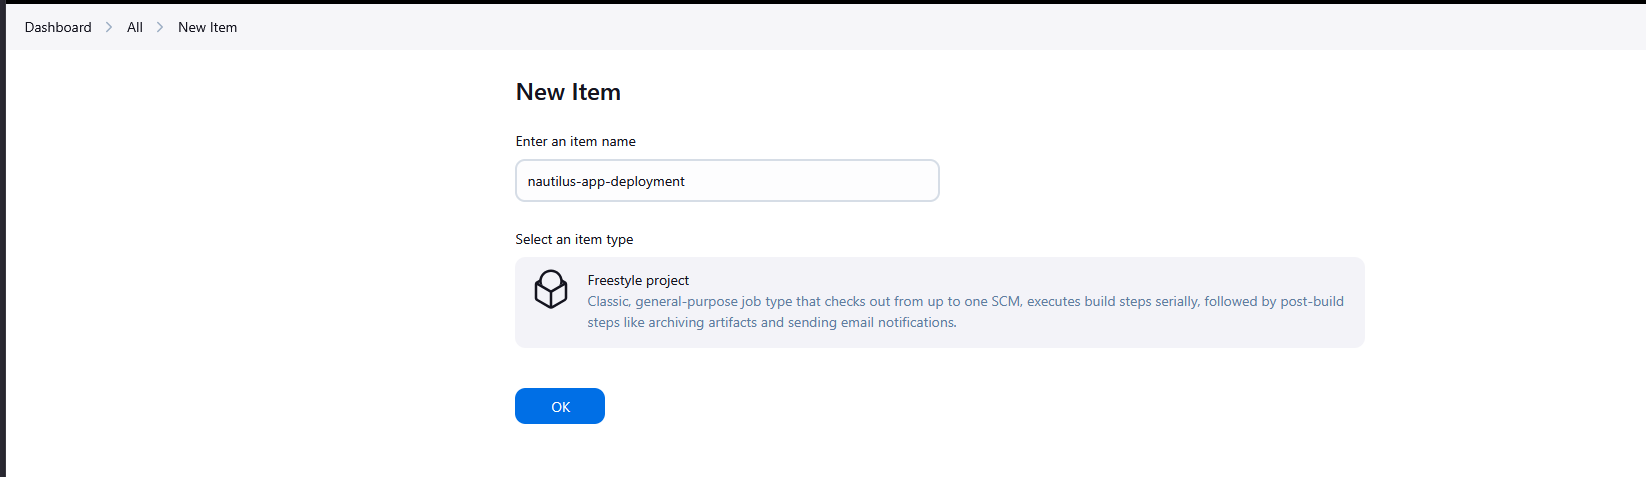 Dashboard > All > New Item
New Item
Enter an item name
nautilus-app-deployment
Select an item type
Freestyle project
Classic, general-purpose job type that checks out from up to one SCM, executes build steps serially, followed by post-build
steps like archiving artifacts and sending email notifications.
OK